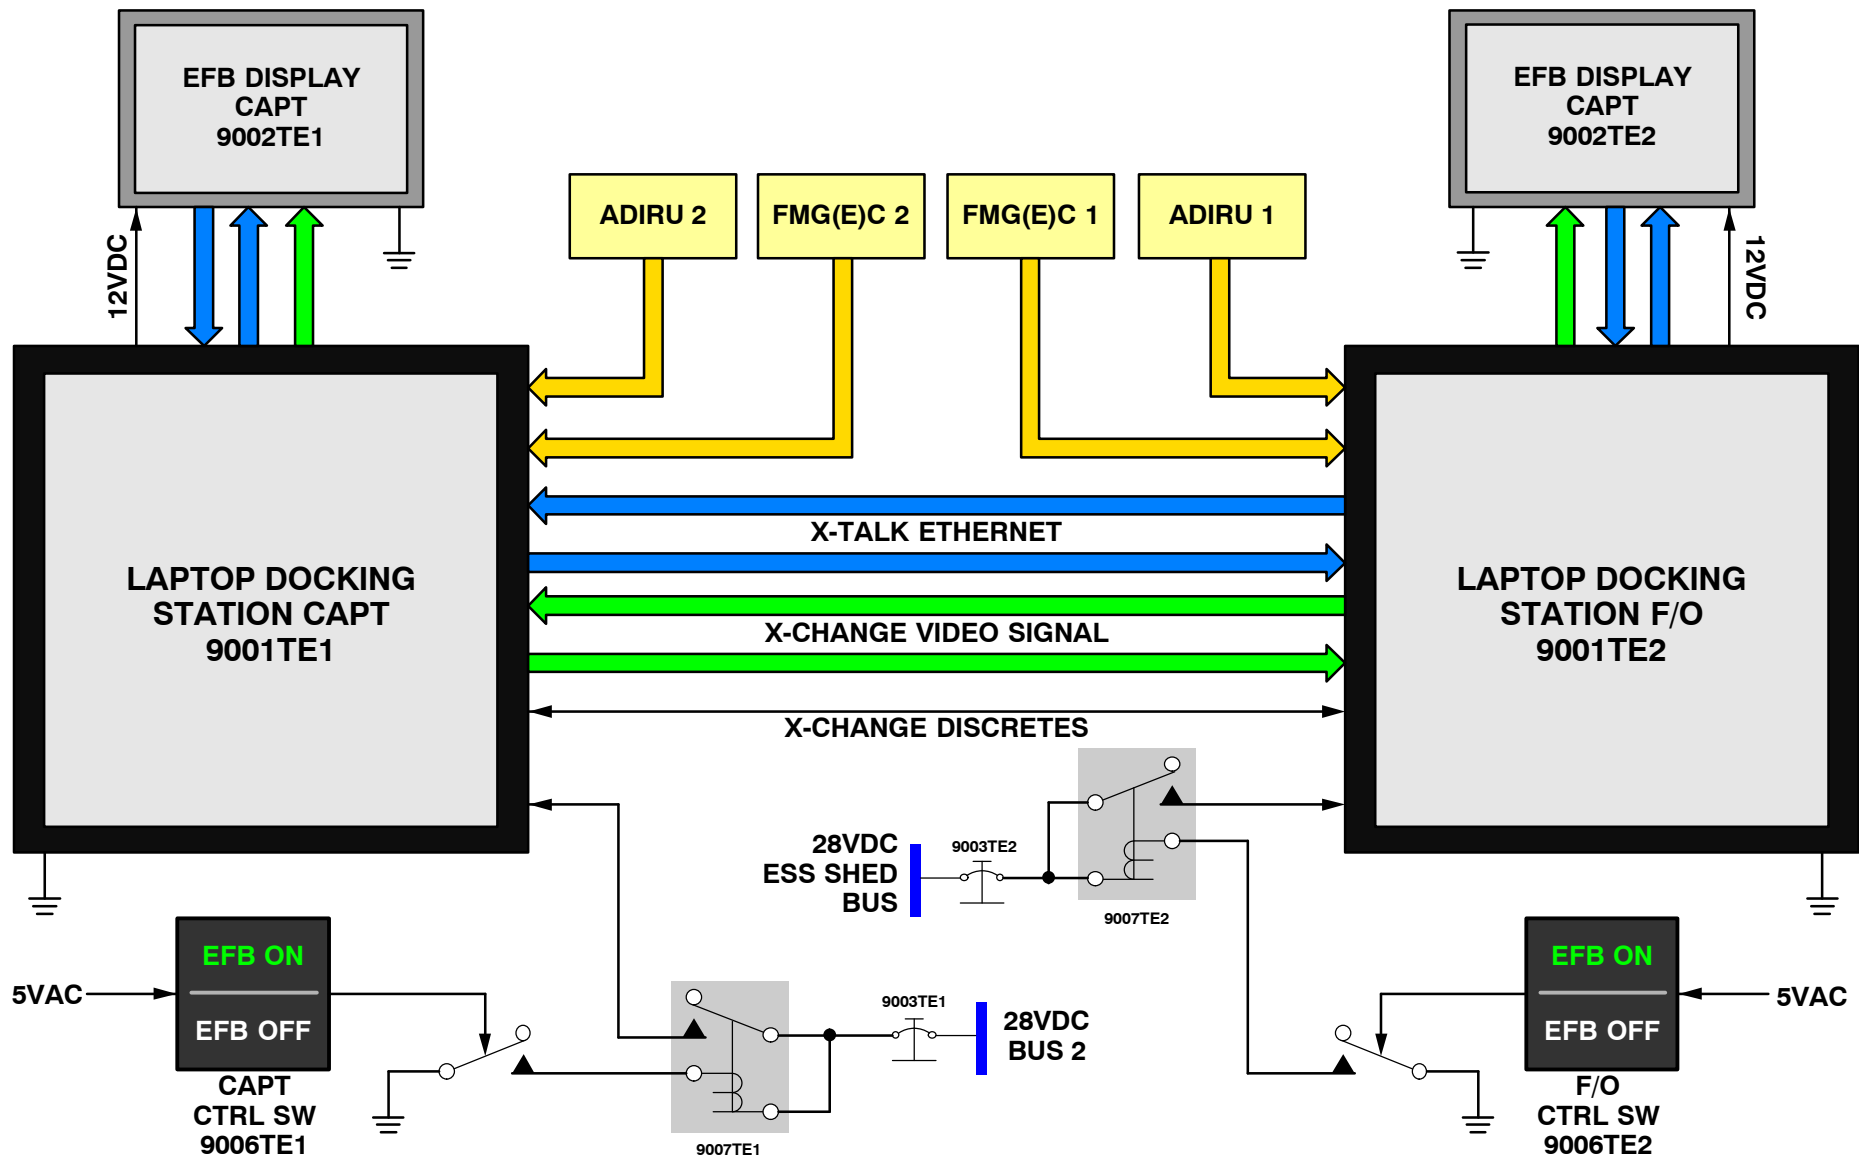 EFB DISPLAY
CAPT
9002TE1
EFB DISPLAY
CAPT
9002TE2
ADIRU 2
FMG(E)C 2
FMG(E)C 1
ADIRU 1
12VDC
12VDC
X-TALK ETHERNET
LAPTOP DOCKING
STATION CAPT
9001TE1
X-CHANGE VIDEO SIGNAL
LAPTOP DOCKING
STATION F/O
9001TE2
X-CHANGE DISCRETES
28VDC
ESS SHED
BUS
9003TE2
9007TE2
5VAC
EFB ON
EFB OFF
CAPT
CTRL SW
9006TE1
9007TE1
9003TE1
28VDC
BUS 2
EFB ON
EFB OFF
5VAC
F/O
CTRL SW
9006TE2